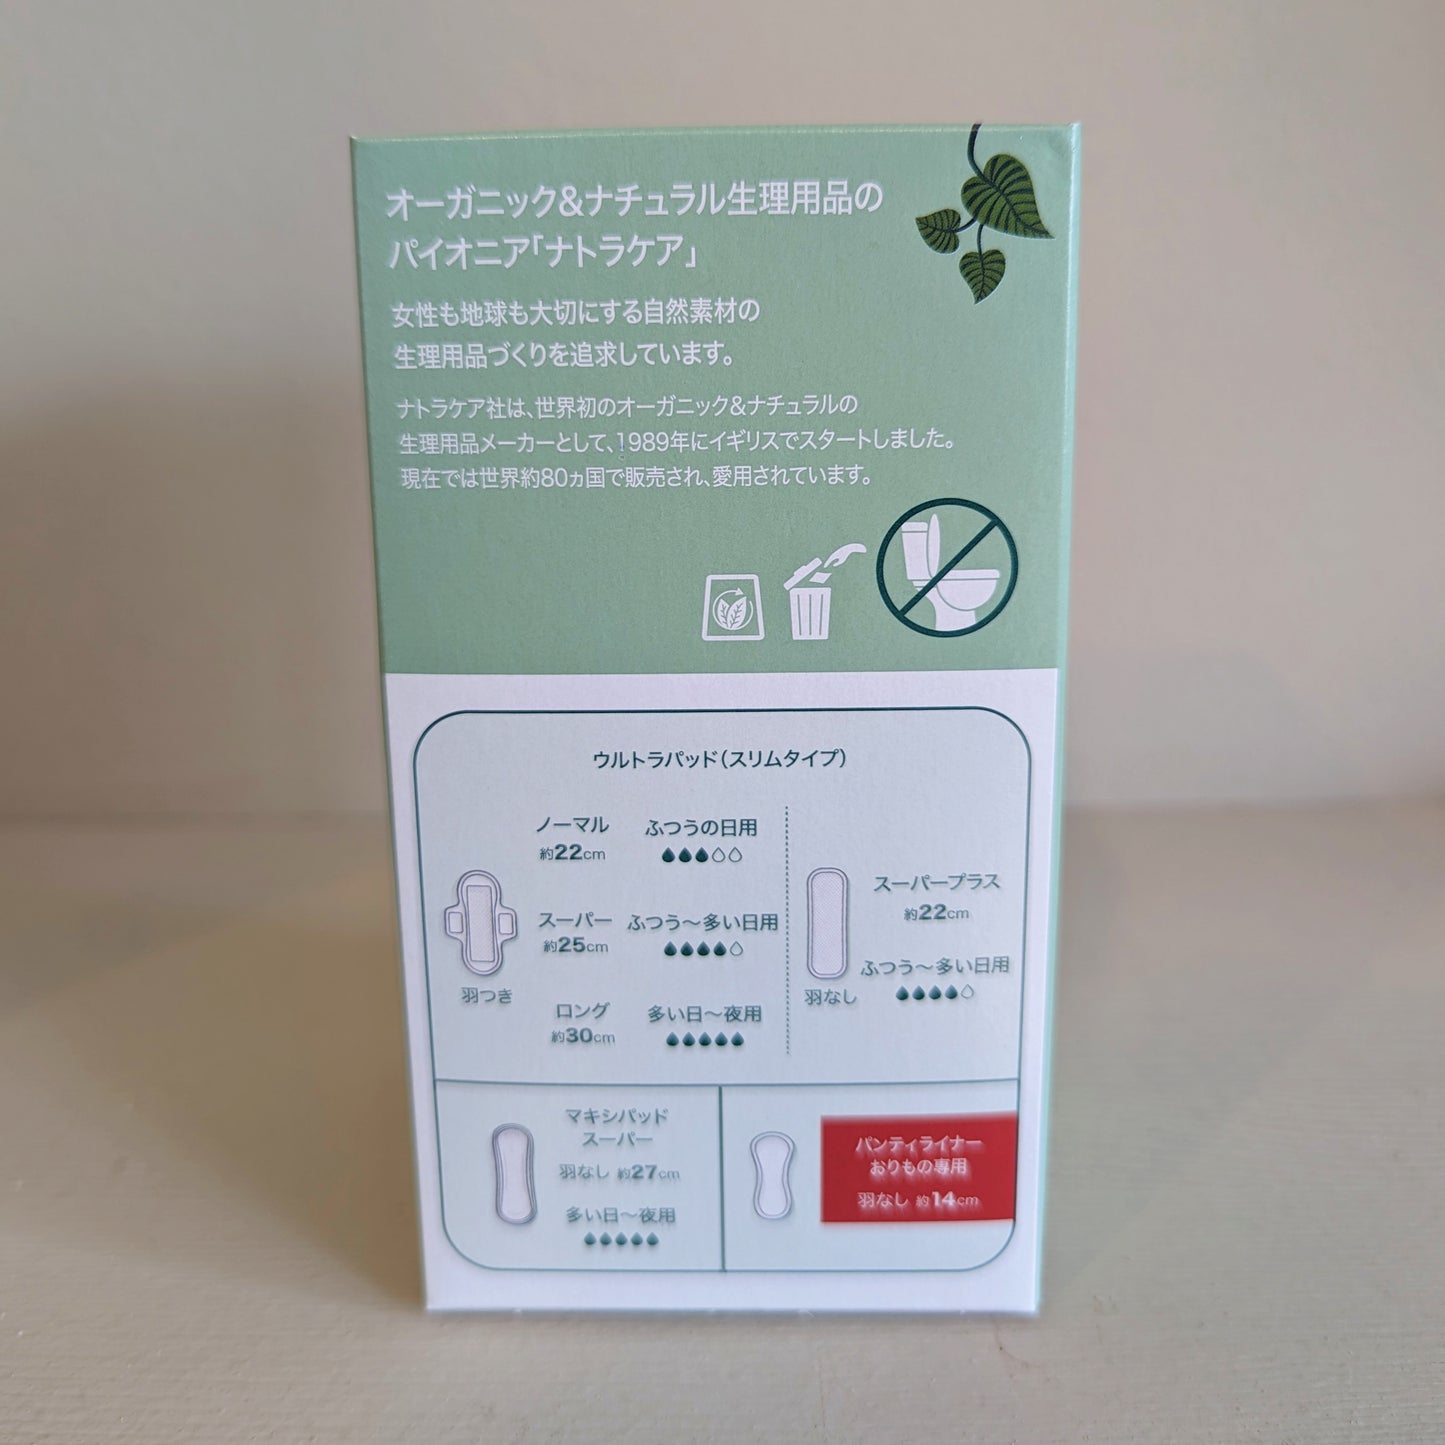 オーガニック&ナチュラル生理用品の
パイオニア「ナトラケア」
女性も地球も大切にする自然素材の
生理用品づくりを追求しています。
ナトラケア社は、世界初のオーガニック&ナチュラルの
生理用品メーカーとして、1989年にイギリスでスタートしました。
現在では世界約80ヵ国で販売され、愛用されています。
ウルトラパッド(スリムタイプ)
羽つき
ノーマル ふつうの日用
約22cm
スーパー ふつう〜多い日用
約25cm
ロング 多い日〜夜用
約30cm
羽なし
スーパープラス
約22cm
ふつう〜多い日用
マキシパッド
スーパー
羽なし 約27cm
多い日〜夜用
パンティライナー
おりもの専用
羽なし 約14cm